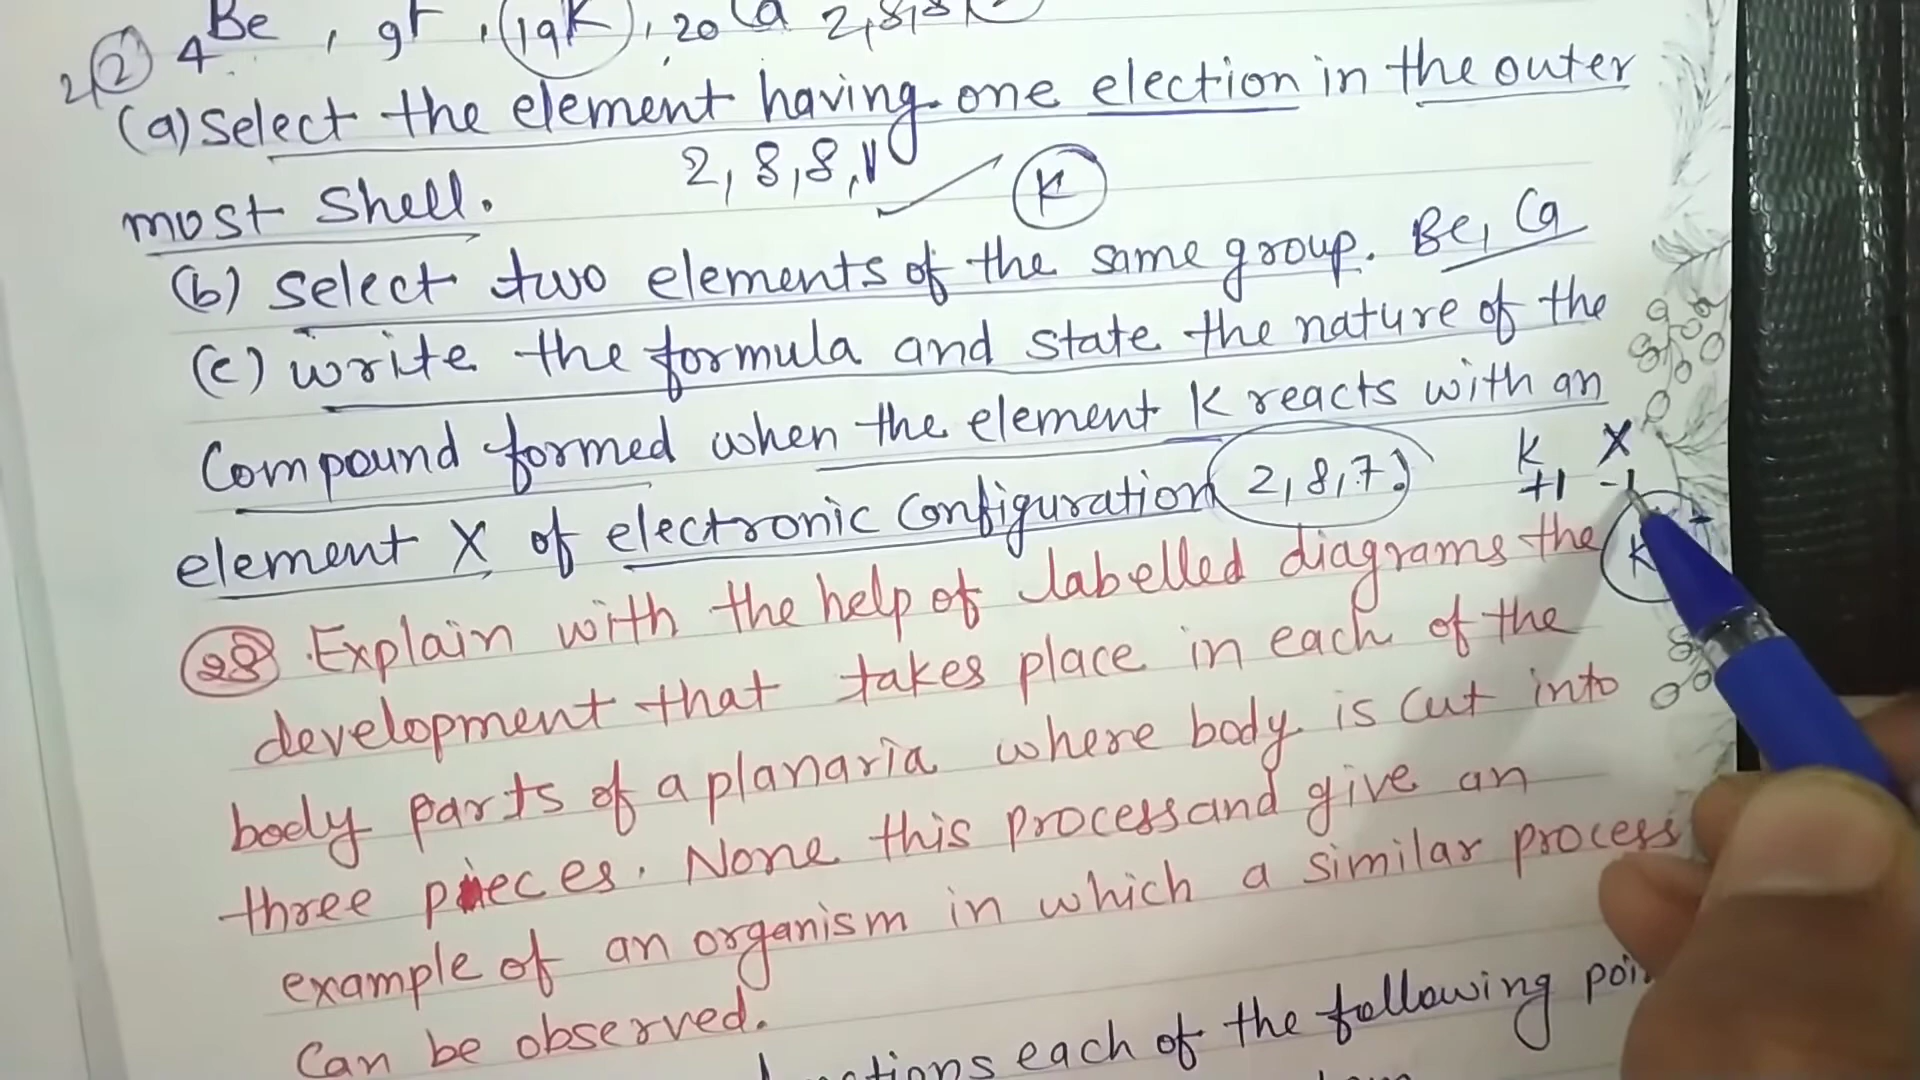 2,② 4Be , 9F , 19K , 20Ca 2,8,8,
(a) Select the element having one election in the outer
most shell. 2,8,8,1 K
(b) Select two elements of the same group. Be, Ca
(c) write the formula and state the nature of the
Compound formed when the element K reacts with an
element X of electronic Configuration 2,8,7.
K X
+1 -1
K
28 .Explain with the help of labelled diagrams the
development that takes place in each of the
body parts of a planaria where body is cut into
three pieces. None this process and give an
example of an organism in which a similar process
Can be observed.
each of the following